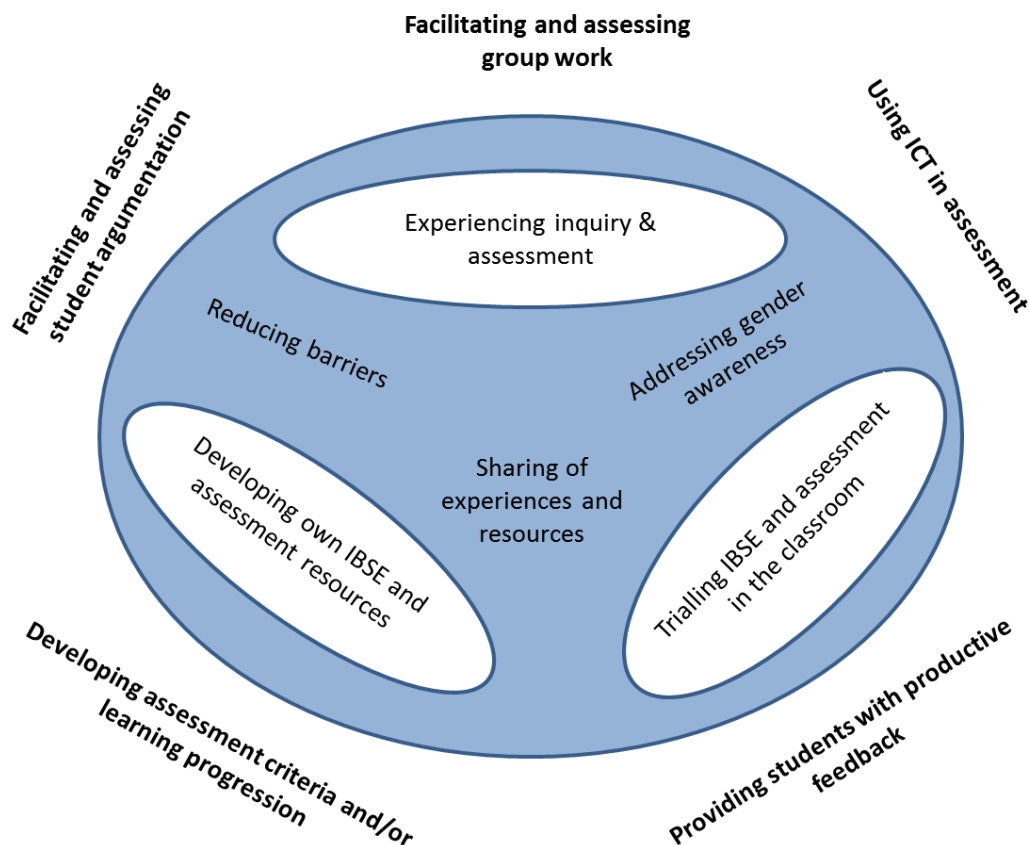 Facilitating and assessing
group work
Facilitating and assessing
student argumentation
Using ICT in assessment
Experiencing inquiry &
assessment
Reducing barriers
Addressing gender
awareness
Developing own IBSE and
assessment resources
Sharing of
experiences and
resources
Trialling IBSE and assessment
in the classroom
Developing assessment criteria and/or
learning progression
Providing students with productive
feedback